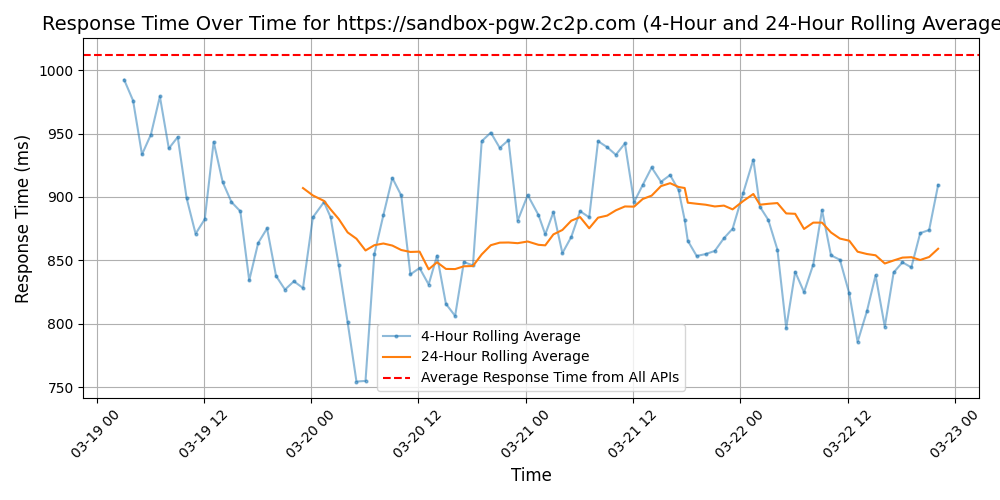 Response Time Over Time for https://sandbox-pgw.2c2p.com (4-Hour and 24-Hour Rolling Average
Response Time (ms)
1000
950
900
850
800
750
4-Hour Rolling Average
24-Hour Rolling Average
Average Response Time from All APIs
03-19 00
03-19 12
03-20 00
03-20 12
03-21 00
03-21 12
03-22 00
03-22 12
03-23 00
Time